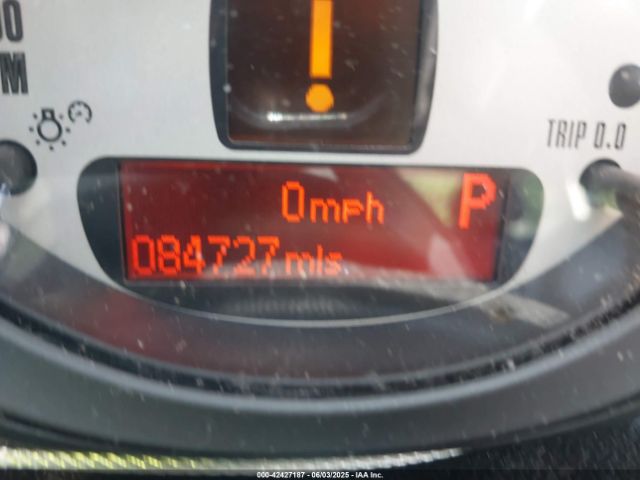 !
TRIP 0.0
0mph P
084727mls
000-42427187 - 06/03/2025 - IAA Inc.